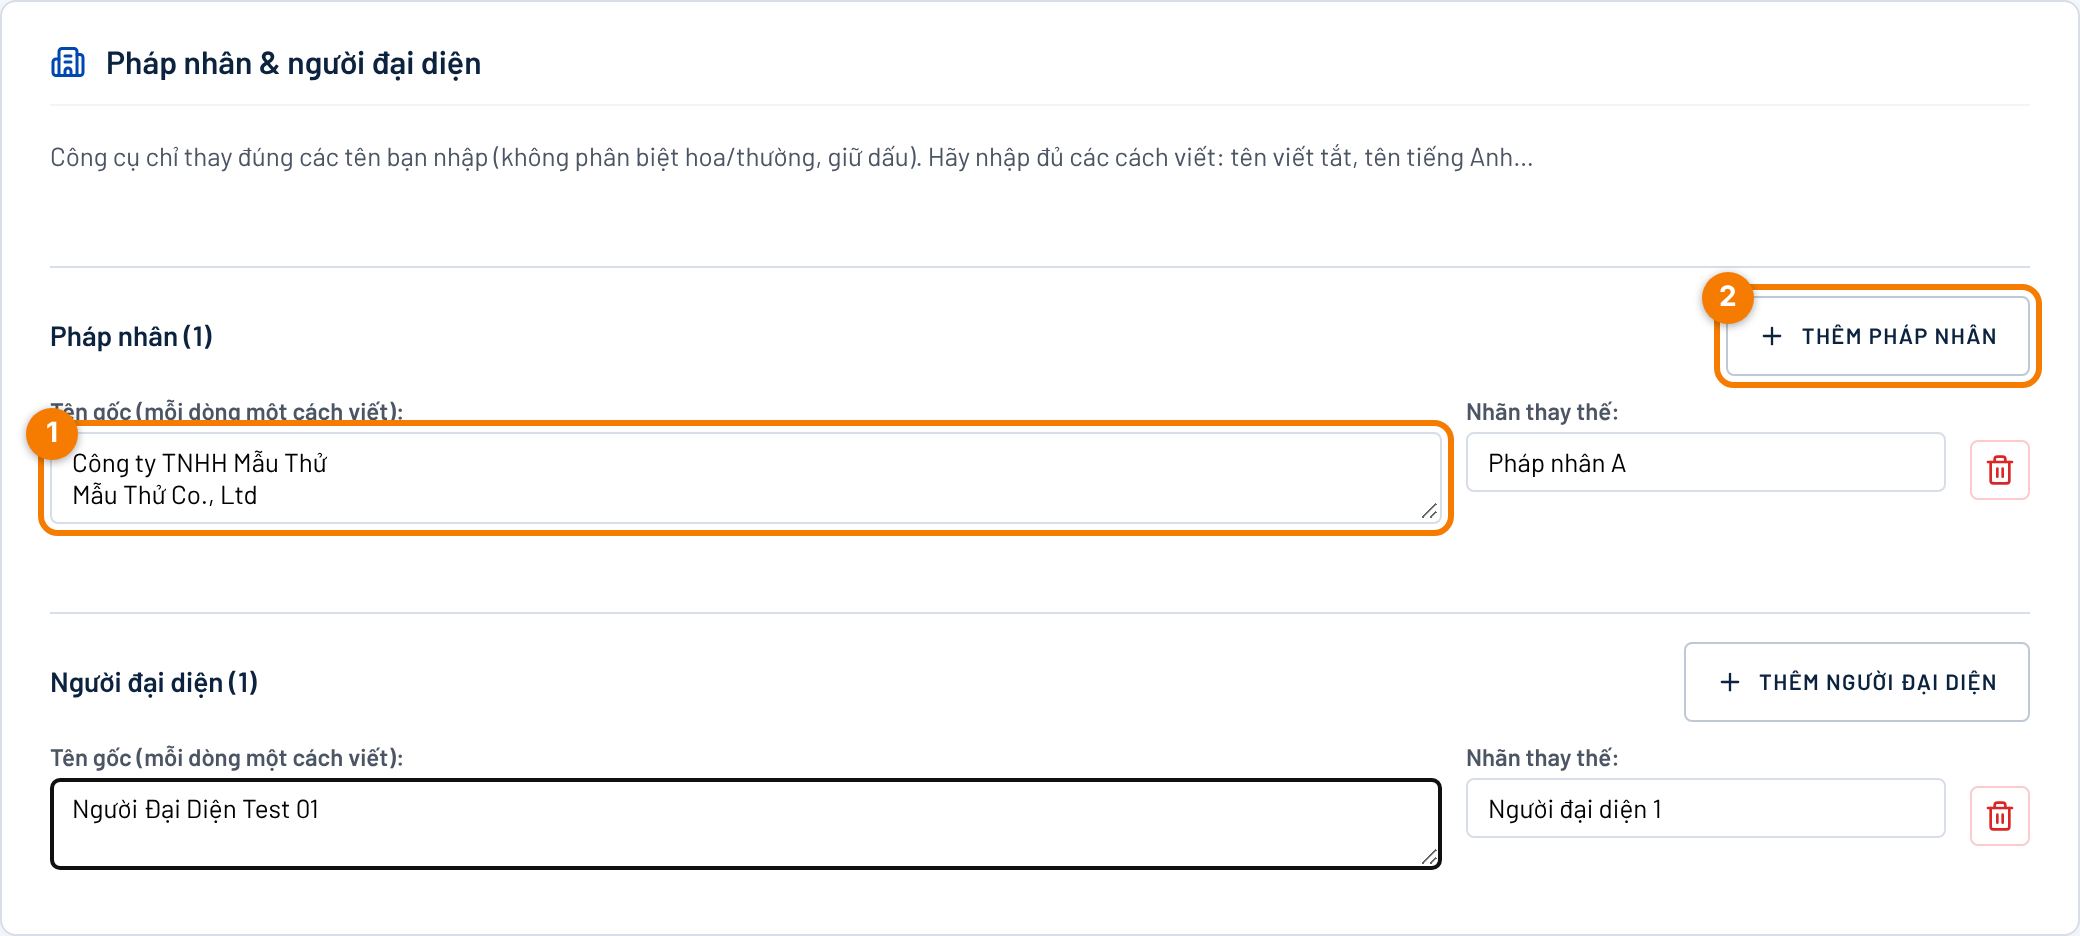 Pháp nhân & người đại diện
Công cụ chỉ thay đúng các tên bạn nhập (không phân biệt hoa/thường, giữ dấu). Hãy nhập đủ các cách viết: tên viết tắt, tên tiếng Anh...
2
Pháp nhân (1)
+ THÊM PHÁP NHÂN
Tên gốc (mỗi dòng một cách viết):
Nhãn thay thế:
1
Công ty TNHH Mẫu Thử
Mẫu Thử Co., Ltd
Pháp nhân A
Người đại diện (1)
+ THÊM NGƯỜI ĐẠI DIỆN
Tên gốc (mỗi dòng một cách viết):
Nhãn thay thế:
Người Đại Diện Test 01
Người đại diện 1